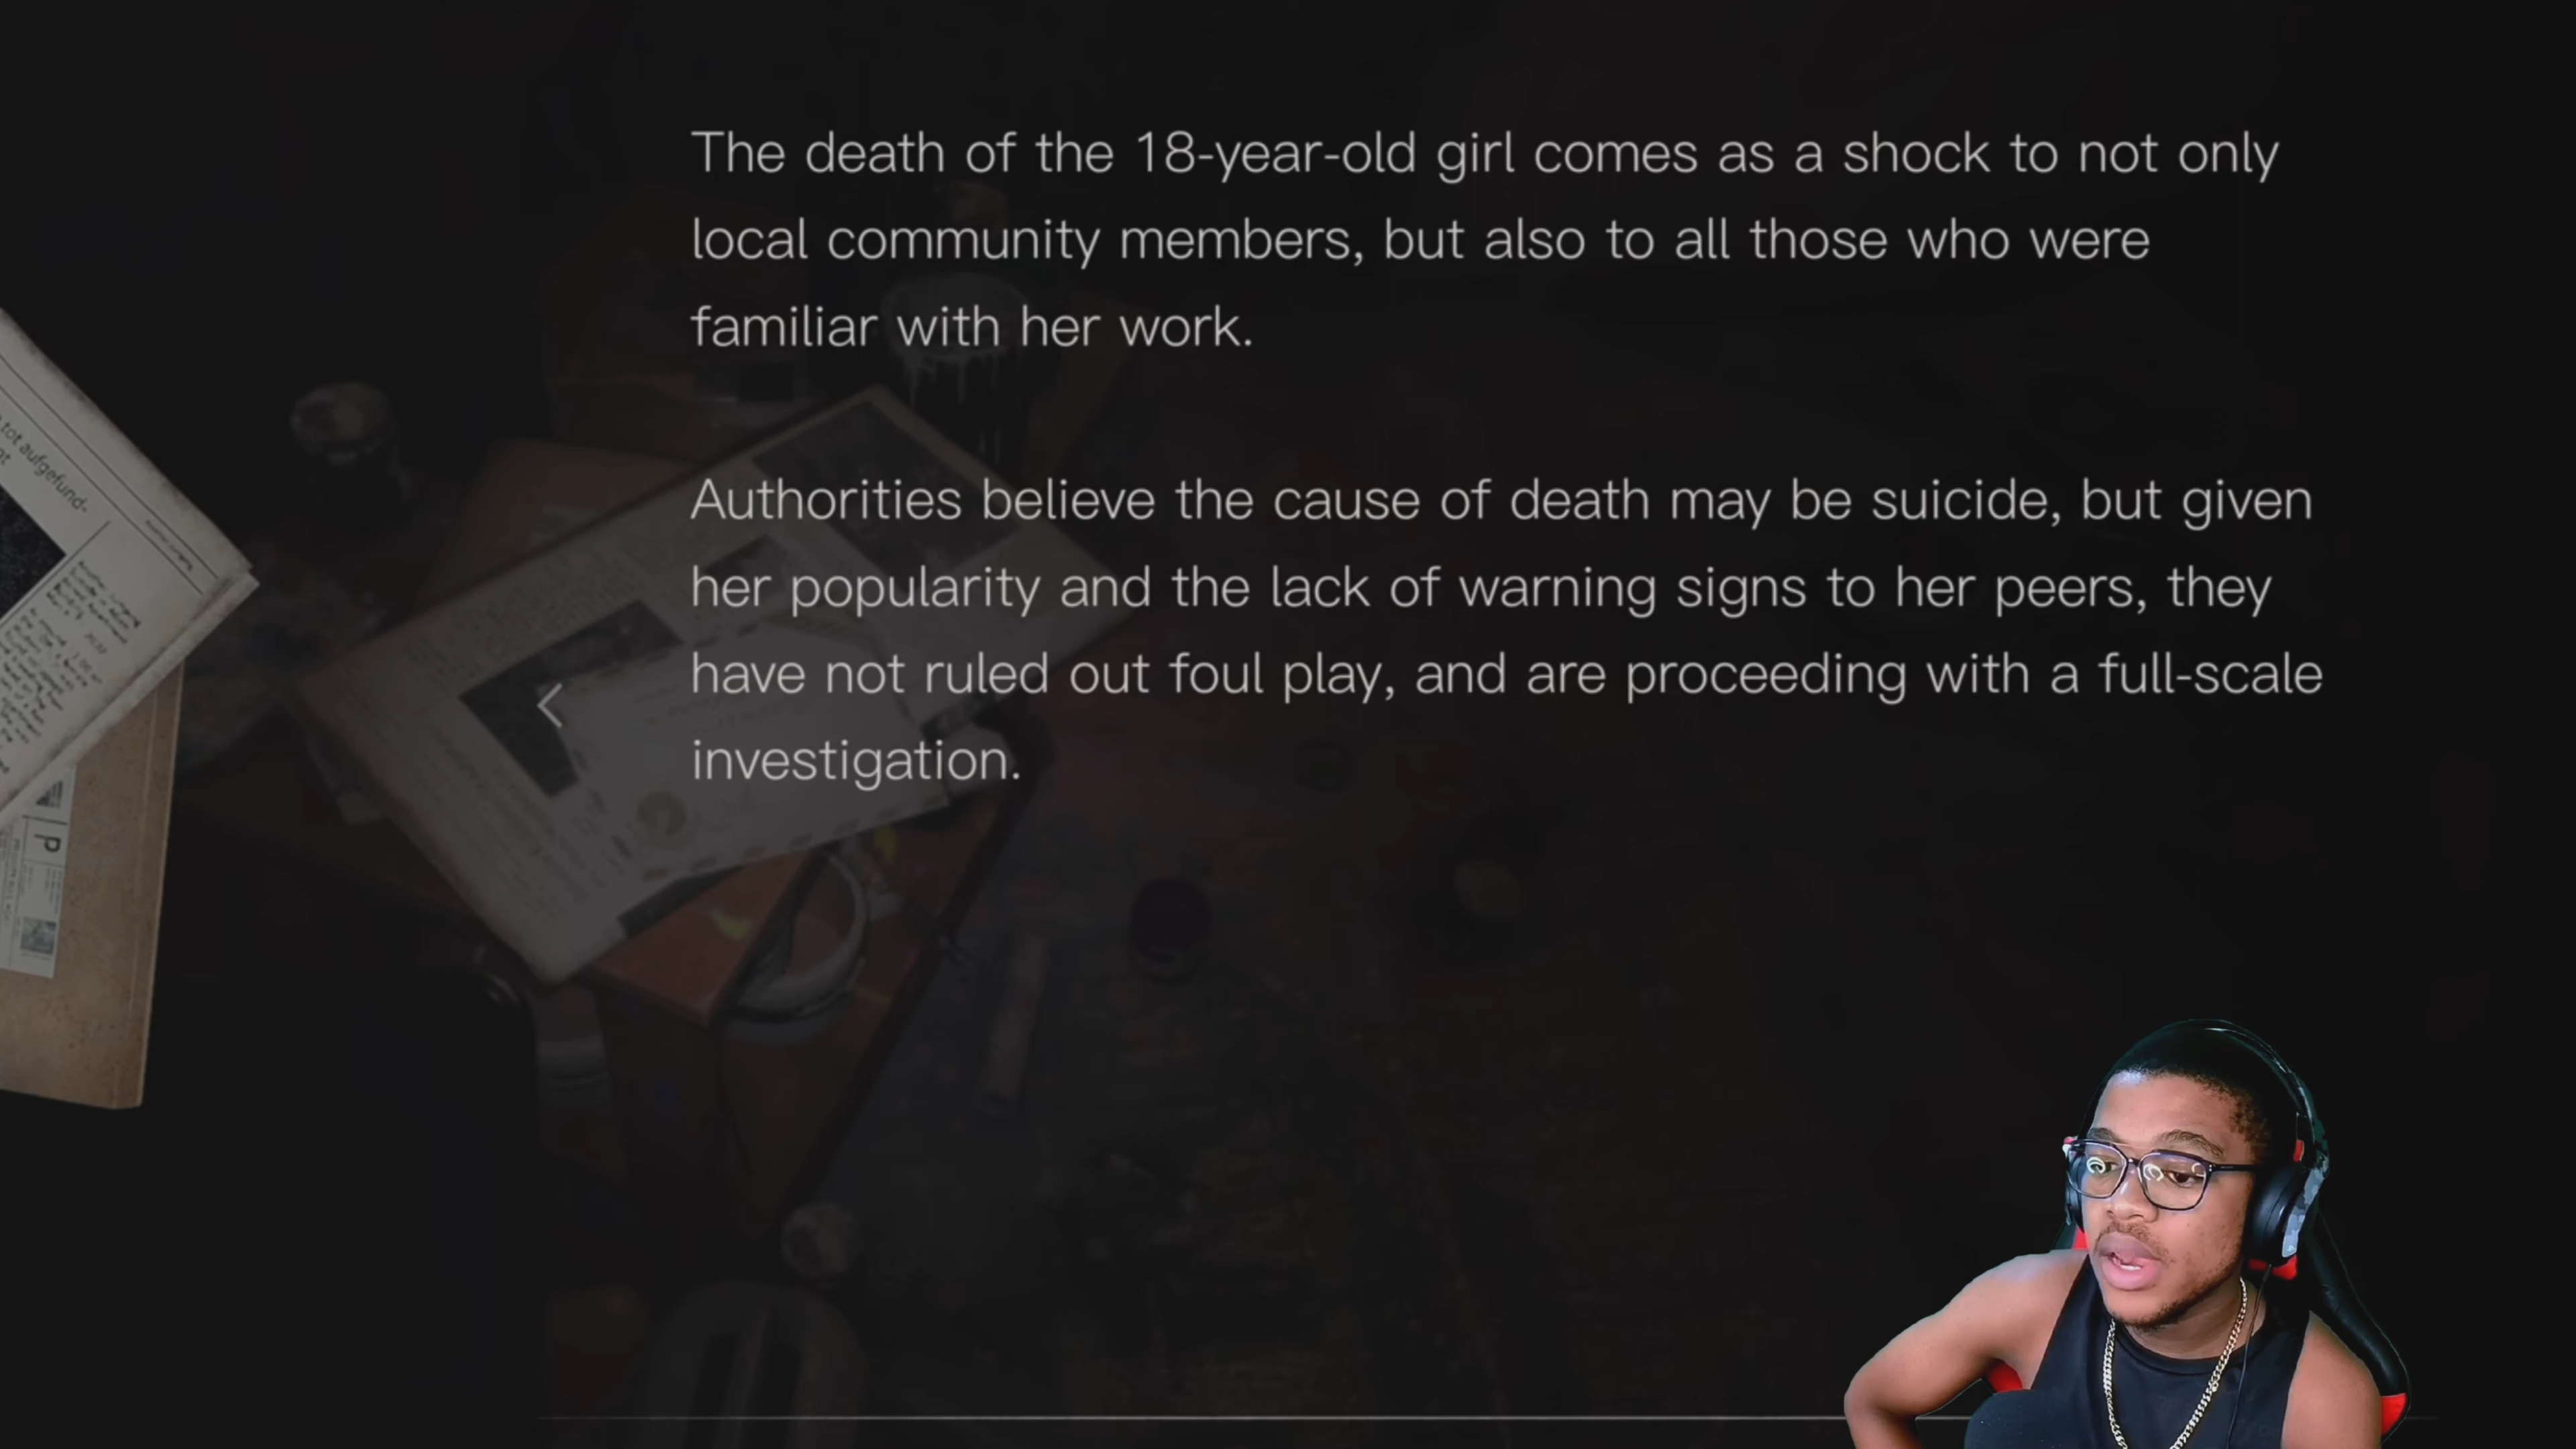 The death of the 18-year-old girl comes as a shock to not only
local community members, but also to all those who were
familiar with her work.
Authorities believe the cause of death may be suicide, but given
her popularity and the lack of warning signs to her peers, they
have not ruled out foul play, and are proceeding with a full-scale
investigation.
tot aufgefund-
P